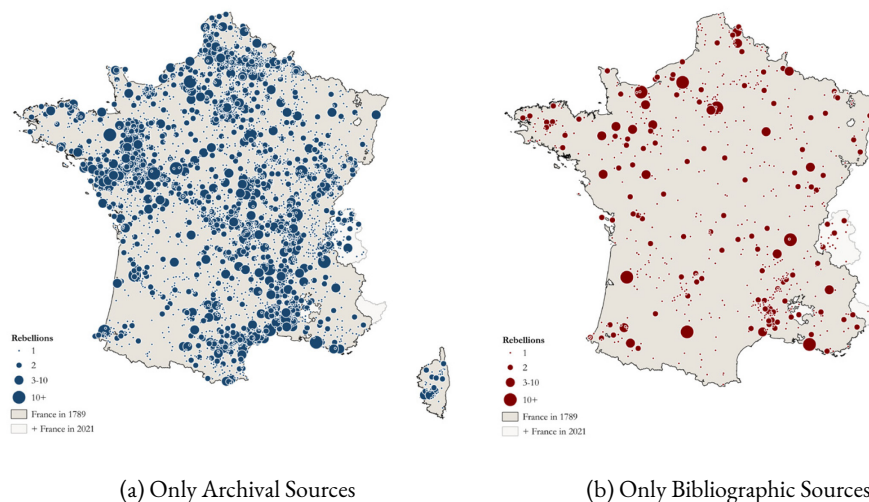 Rebellions
1
2
3-10
10+
France in 1789
+ France in 2021
Rebellions
1
2
3-10
10+
France in 1789
+ France in 2021
(a) Only Archival Sources
(b) Only Bibliographic Sources